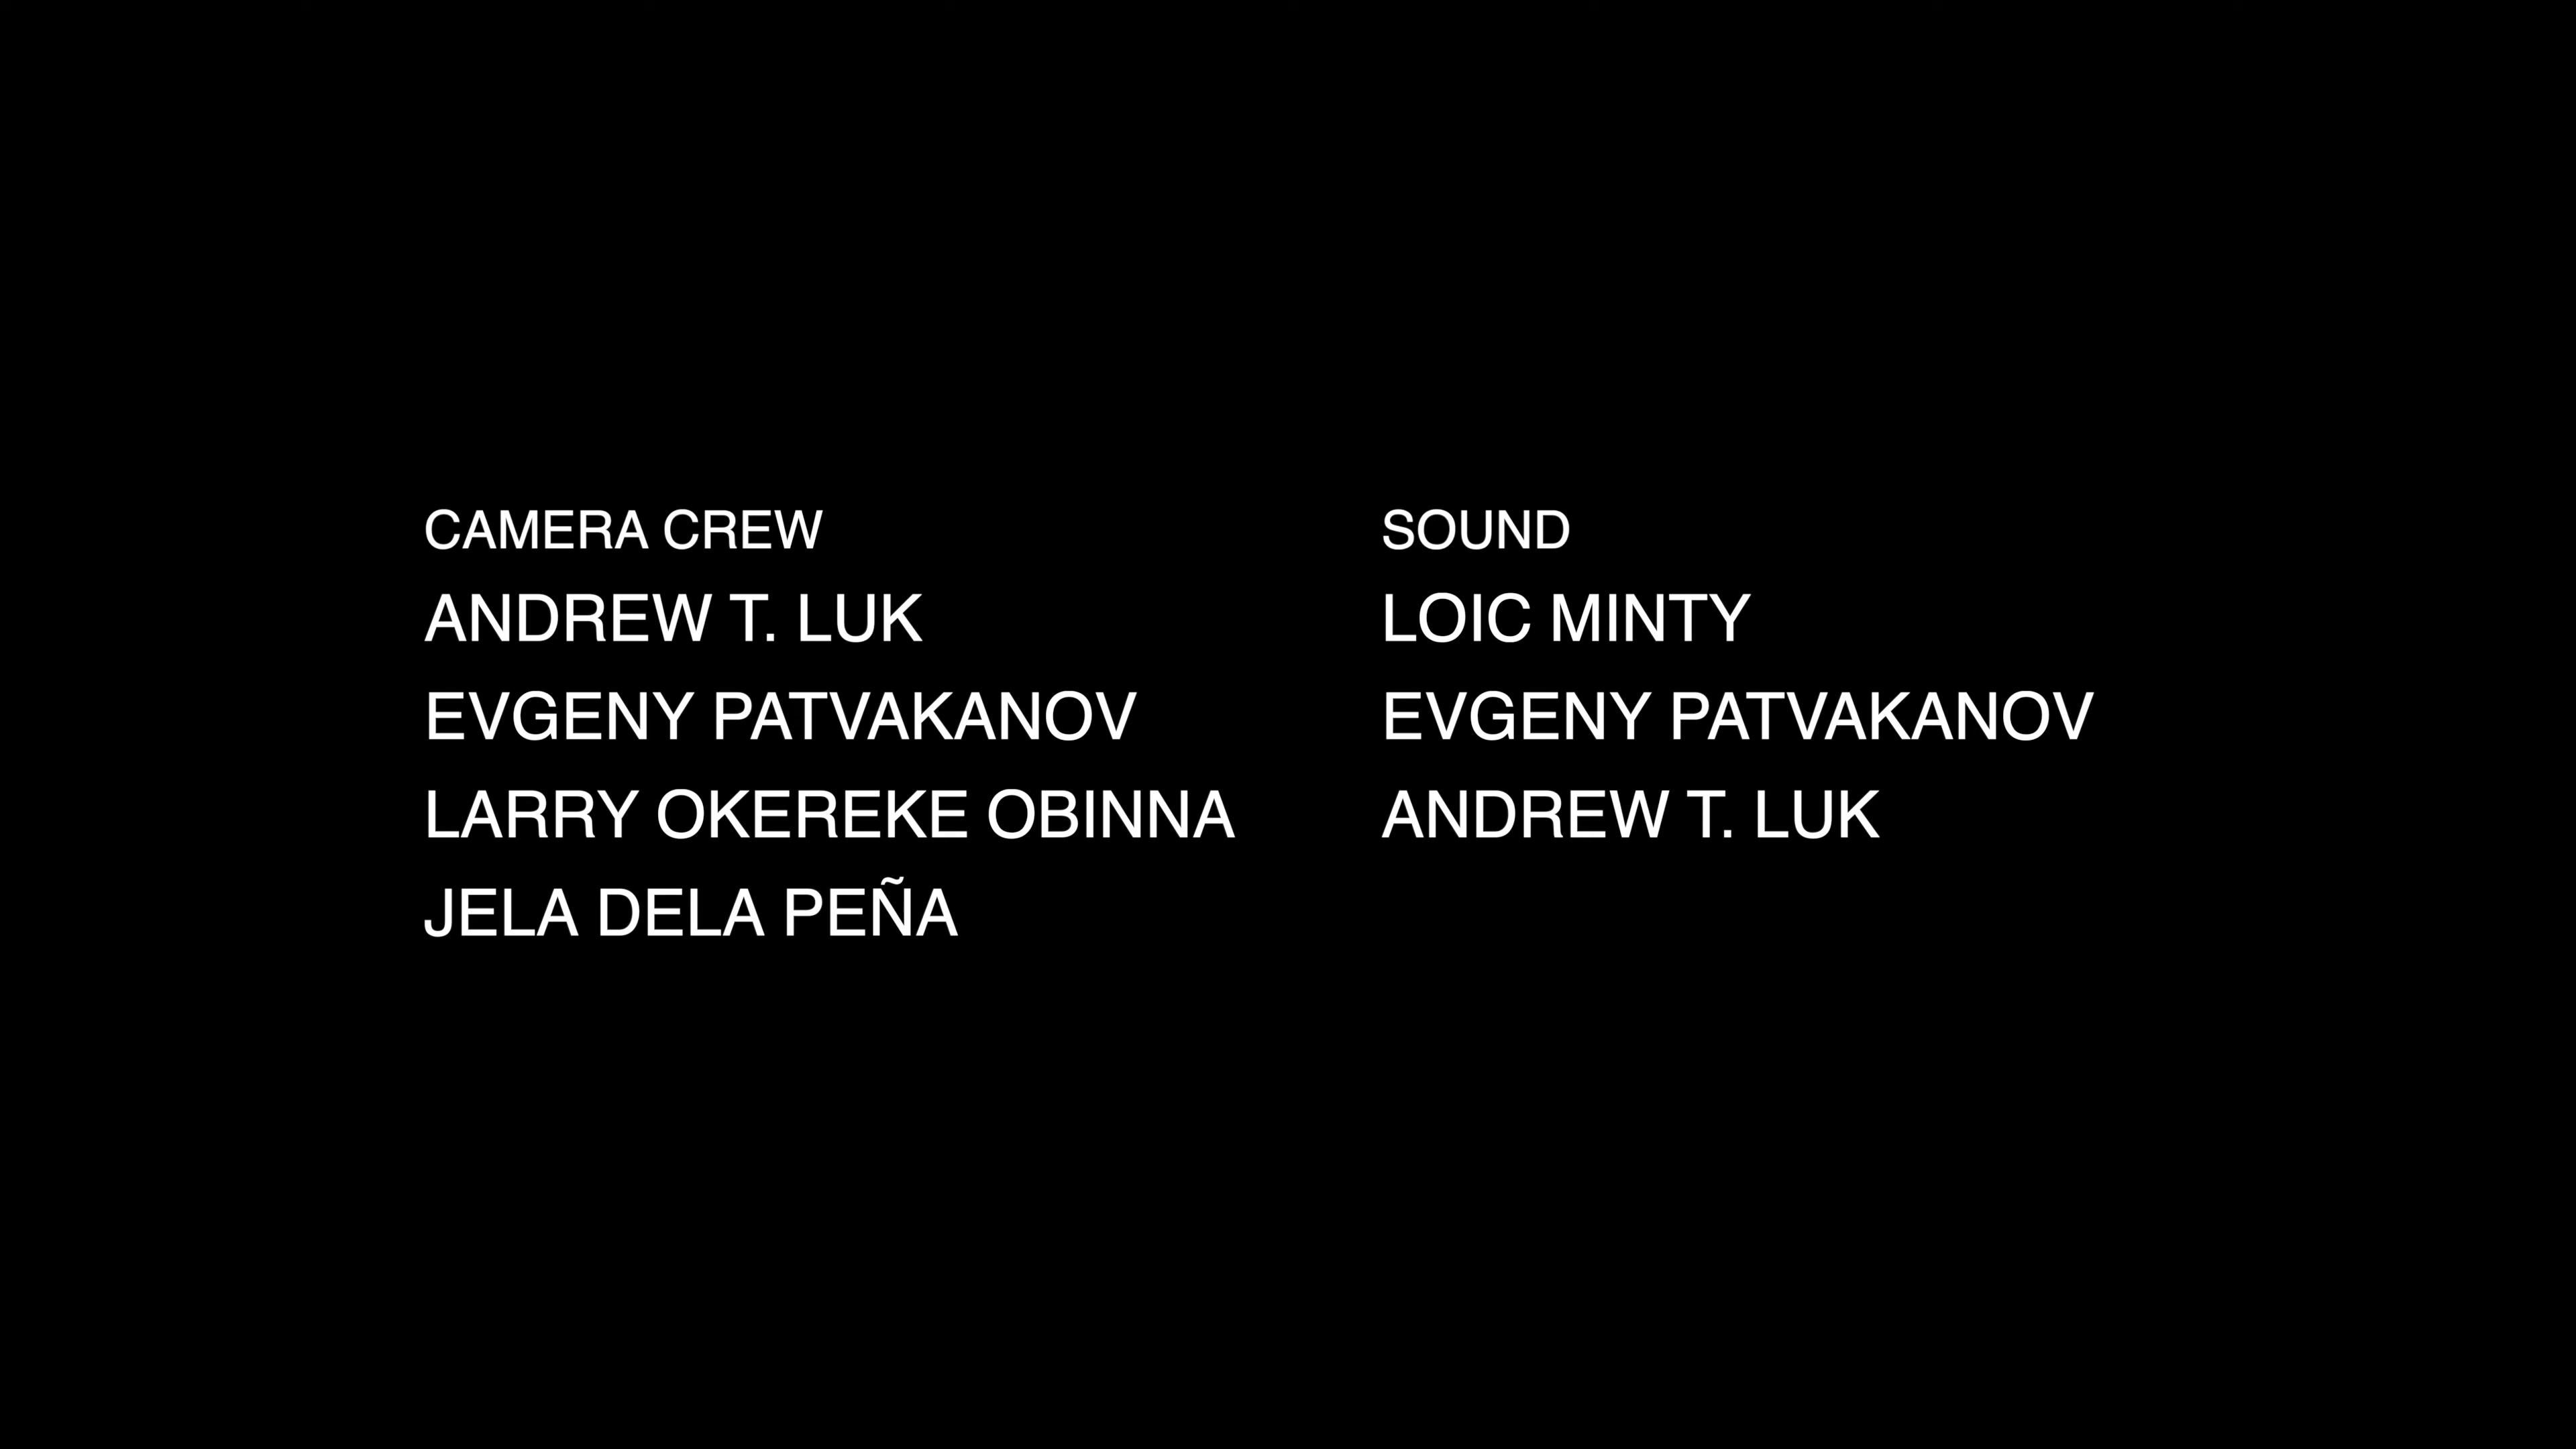 CAMERA CREW
ANDREW T. LUK
EVGENY PATVAKANOV
LARRY OKEREKE OBINNA
JELA DELA PEÑA
SOUND
LOIC MINTY
EVGENY PATVAKANOV
ANDREW T. LUK